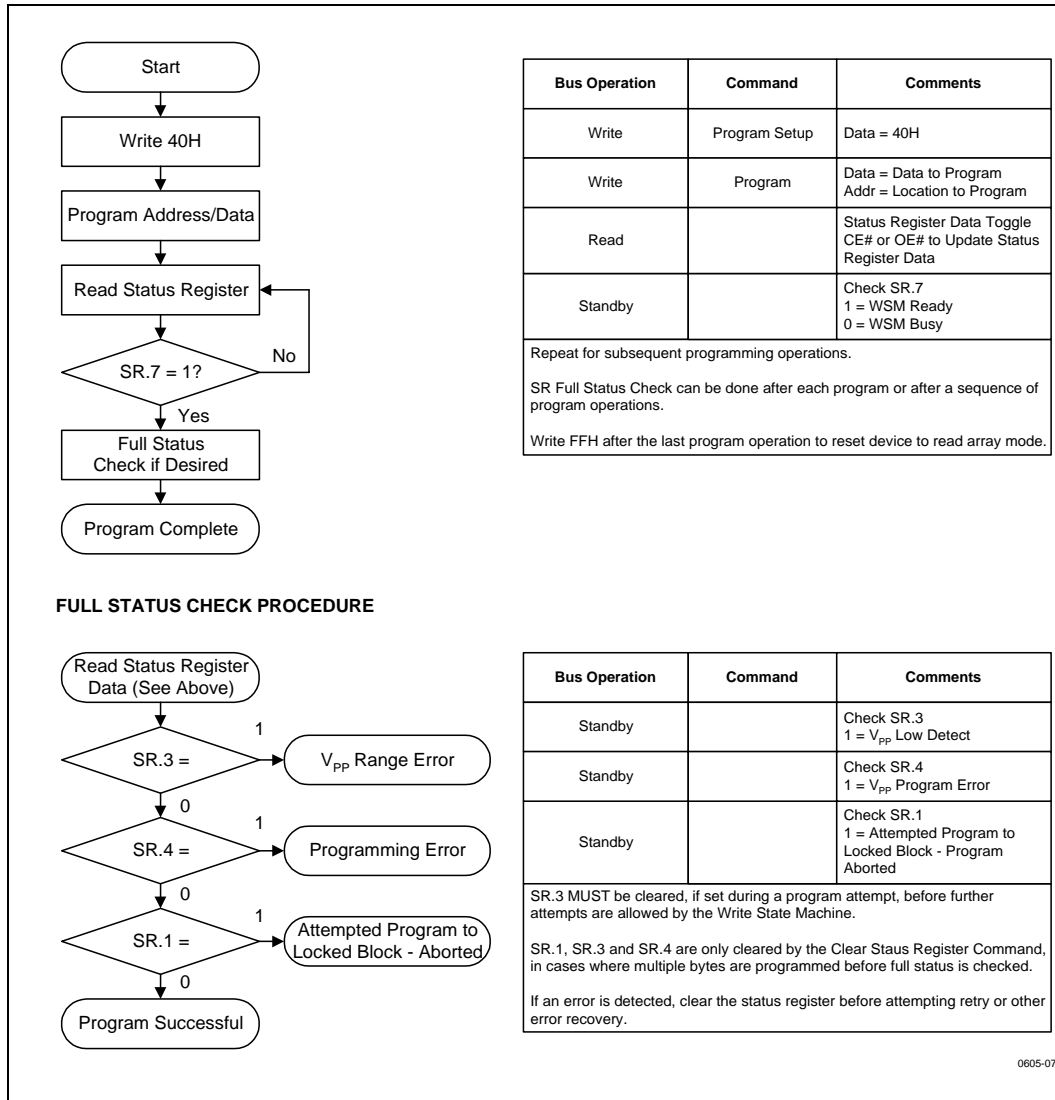 Start
Write 40H
Program Address/Data
Read Status Register
No
SR.7 = 1?
Yes
Full Status
Check if Desired
Program Complete
Bus Operation Command Comments
Write Program Setup Data = 40H
Write Program Data = Data to Program
Addr = Location to Program
Read Status Register Data Toggle
CE# or OE# to Update Status
Register Data
Standby Check SR.7
1 = WSM Ready
0 = WSM Busy
Repeat for subsequent programming operations.
SR Full Status Check can be done after each program or after a sequence of
program operations.
Write FFH after the last program operation to reset device to read array mode.
FULL STATUS CHECK PROCEDURE
Read Status Register
Data (See Above)
1
SR.3 =
VPP Range Error
0
1
SR.4 =
Programming Error
0
1
SR.1 =
Attempted Program to
Locked Block - Aborted
0
Program Successful
Bus Operation Command Comments
Standby Check SR.3
1 = VPP Low Detect
Standby Check SR.4
1 = VPP Program Error
Standby Check SR.1
1 = Attempted Program to
Locked Block - Program
Aborted
SR.3 MUST be cleared, if set during a program attempt, before further
attempts are allowed by the Write State Machine.
SR.1, SR.3 and SR.4 are only cleared by the Clear Staus Register Command,
in cases where multiple bytes are programmed before full status is checked.
If an error is detected, clear the status register before attempting retry or other
error recovery.
0605-07